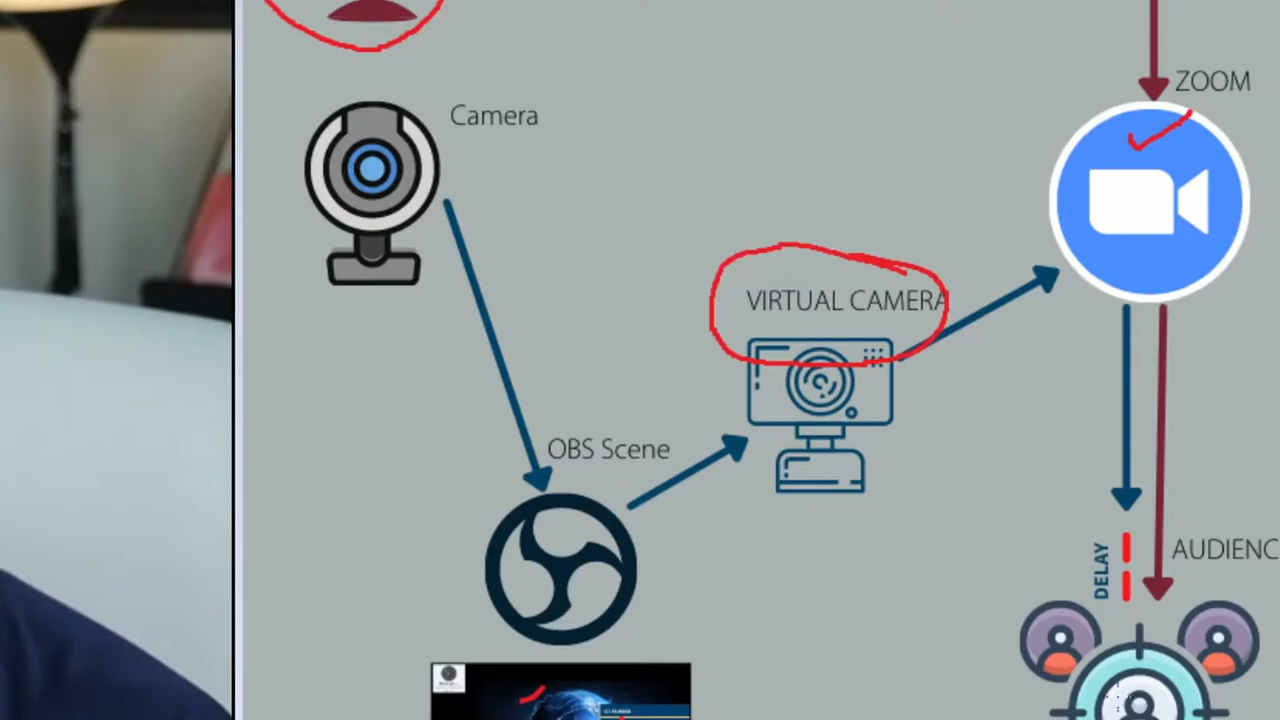 ZOOM
Camera
VIRTUAL CAMERA
OBS Scene
DELAY
AUDIENC